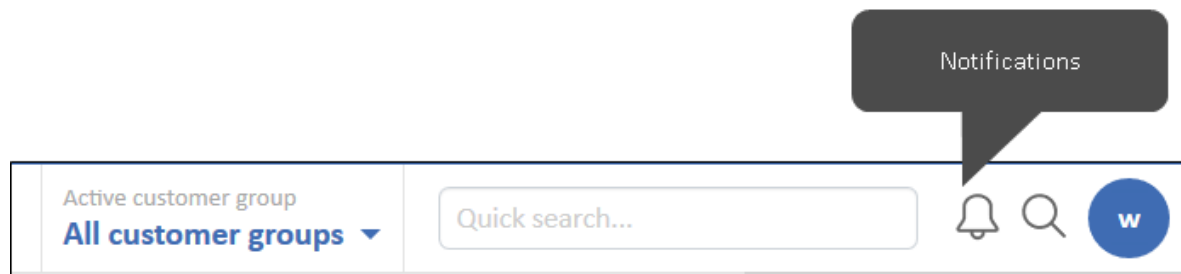 Notifications
Active customer group
All customer groups
Quick search...
w